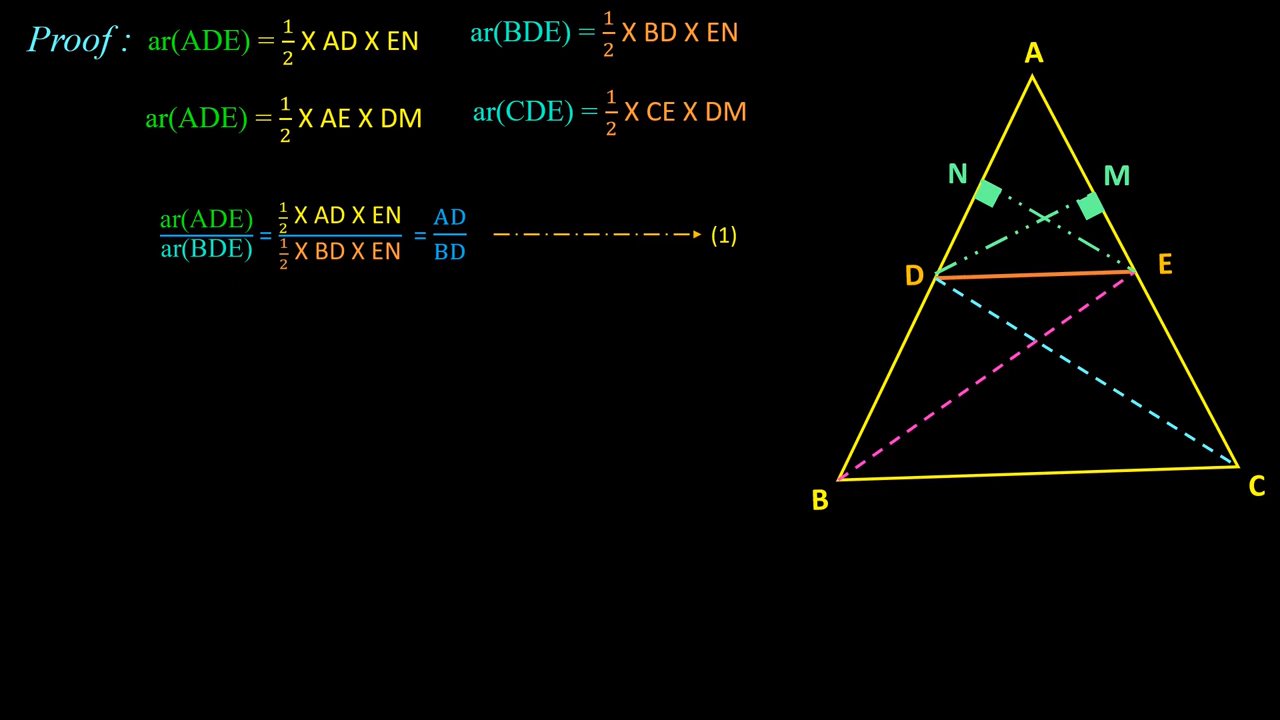 Proof : ar(ADE) = 1/2 X AD X EN ar(BDE) = 1/2 X BD X EN
ar(ADE) = 1/2 X AE X DM ar(CDE) = 1/2 X CE X DM
ar(ADE)/ar(BDE) = (1/2 X AD X EN)/(1/2 X BD X EN) = AD/BD (1)
A
N M
D E
B C